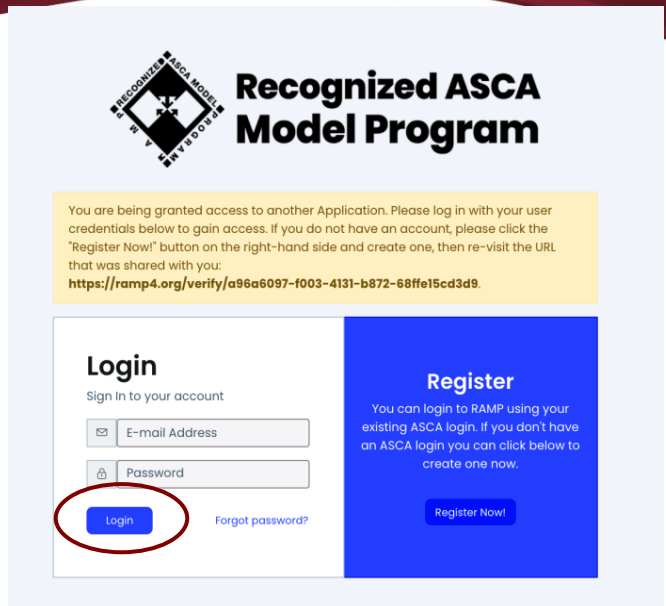 RECOGNIZED ASCA MODEL PROGRAM
RAMP
Recognized ASCA
Model Program
You are being granted access to another Application. Please log in with your user
credentials below to gain access. If you do not have an account, please click the
"Register Now!" button on the right-hand side and create one, then re-visit the URL
that was shared with you:
https://ramp4.org/verify/a96a6097-f003-4131-b872-68ffe15cd3d9.
Login
Sign In to your account
E-mail Address
Password
Login
Forgot password?
Register
You can login to RAMP using your
existing ASCA login. If you don't have
an ASCA login you can click below to
create one now.
Register Now!